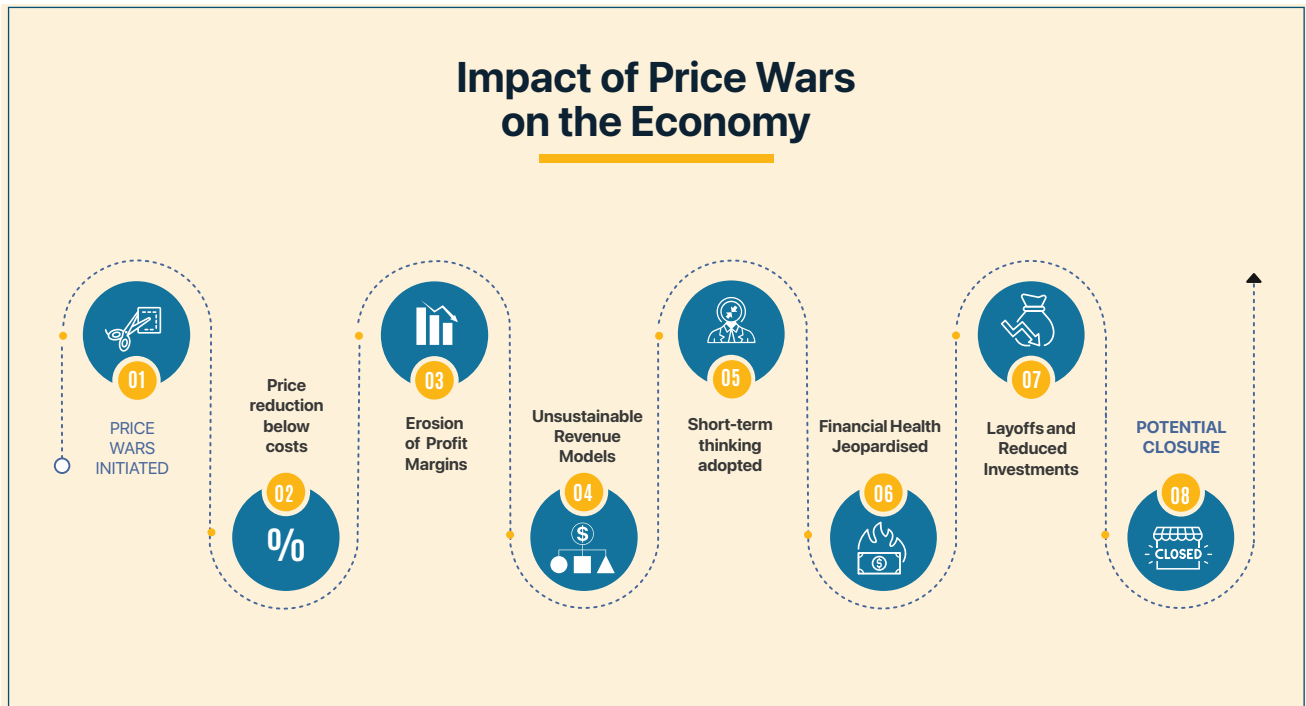 Impact of Price Wars
on the Economy
01
PRICE
WARS
INITIATED
Price
reduction
below
costs
02
%
03
Erosion
of Profit
Margins
Unsustainable
Revenue
Models
04
$
05
Short-term
thinking
adopted
Financial Health
Jeopardised
06
$
07
Layoffs and
Reduced
Investments
POTENTIAL
CLOSURE
08
CLOSED